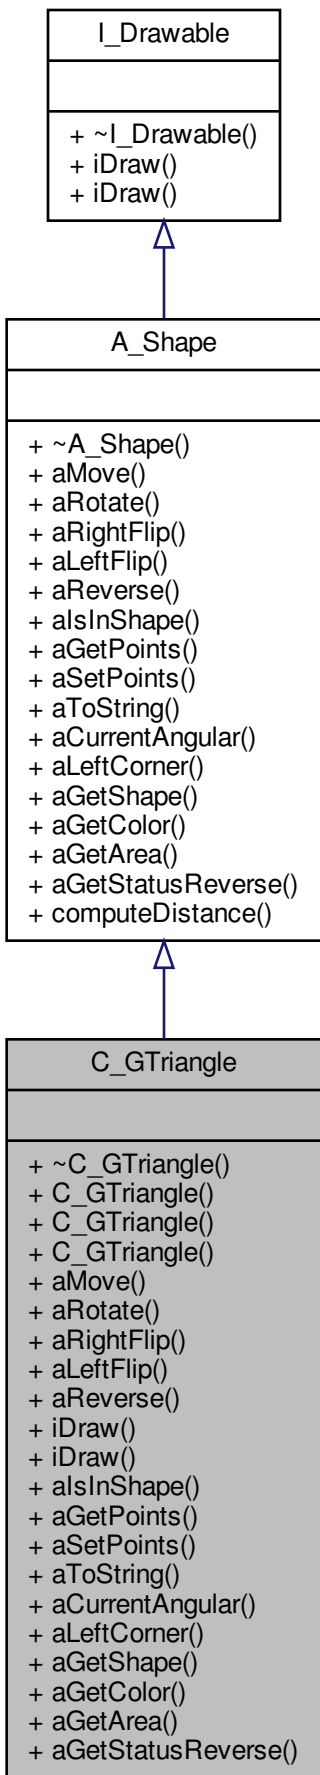 I_Drawable
+ ~I_Drawable()
+ iDraw()
+ iDraw()
A_Shape
+ ~A_Shape()
+ aMove()
+ aRotate()
+ aRightFlip()
+ aLeftFlip()
+ aReverse()
+ aIsInShape()
+ aGetPoints()
+ aSetPoints()
+ aToString()
+ aCurrentAngular()
+ aLeftCorner()
+ aGetShape()
+ aGetColor()
+ aGetArea()
+ aGetStatusReverse()
+ computeDistance()
C_GTriangle
+ ~C_GTriangle()
+ C_GTriangle()
+ C_GTriangle()
+ C_GTriangle()
+ aMove()
+ aRotate()
+ aRightFlip()
+ aLeftFlip()
+ aReverse()
+ iDraw()
+ iDraw()
+ aIsInShape()
+ aGetPoints()
+ aSetPoints()
+ aToString()
+ aCurrentAngular()
+ aLeftCorner()
+ aGetShape()
+ aGetColor()
+ aGetArea()
+ aGetStatusReverse()